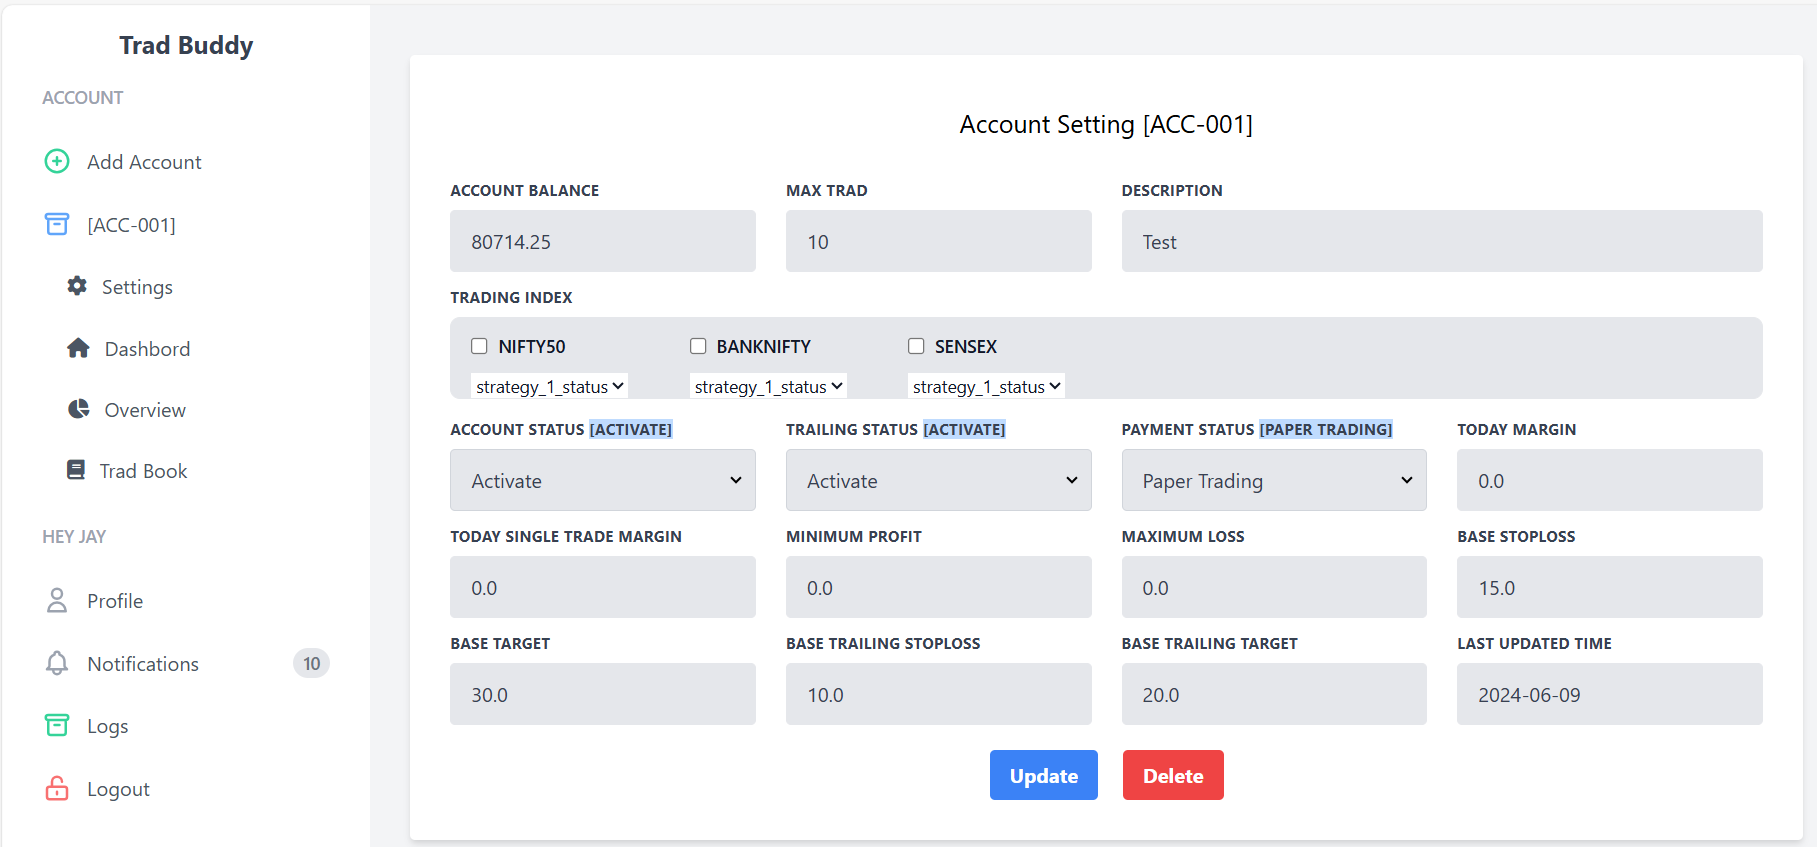 Trad Buddy
ACCOUNT
Add Account
[ACC-001]
Settings
Dashbord
Overview
Trad Book
HEY JAY
Profile
Notifications 10
Logs
Logout
Account Setting [ACC-001]
ACCOUNT BALANCE MAX TRAD DESCRIPTION
80714.25 10 Test
TRADING INDEX
NIFTY50 BANKNIFTY SENSEX
strategy_1_status strategy_1_status strategy_1_status
ACCOUNT STATUS [ACTIVATE] TRAILING STATUS [ACTIVATE] PAYMENT STATUS [PAPER TRADING] TODAY MARGIN
Activate Activate Paper Trading 0.0
TODAY SINGLE TRADE MARGIN MINIMUM PROFIT MAXIMUM LOSS BASE STOPLOSS
0.0 0.0 0.0 15.0
BASE TARGET BASE TRAILING STOPLOSS BASE TRAILING TARGET LAST UPDATED TIME
30.0 10.0 20.0 2024-06-09
Update Delete